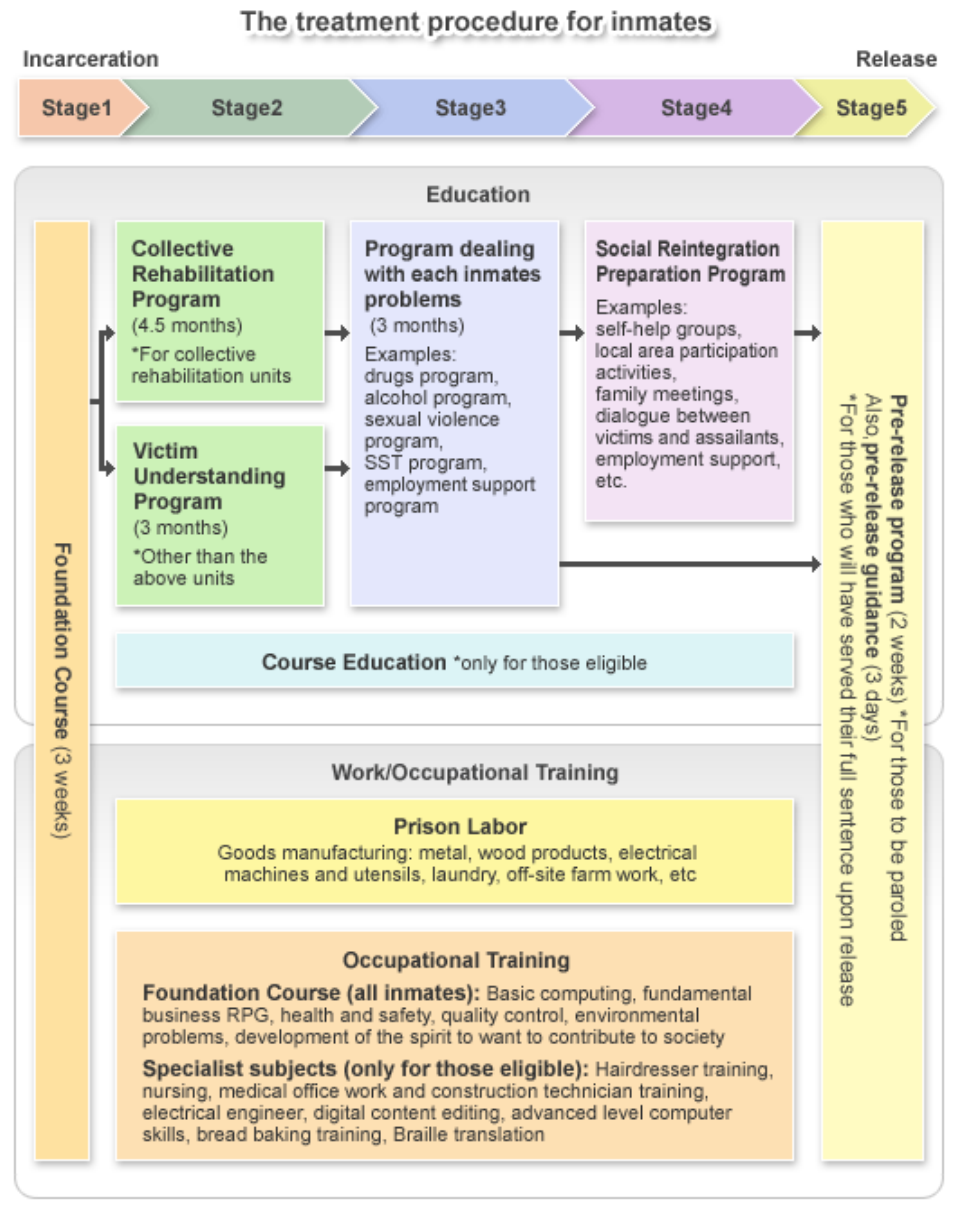 The treatment procedure for inmates
Incarceration
Release
Stage1
Stage2
Stage3
Stage4
Stage5
Education
Foundation Course (3 weeks)
Collective
Rehabilitation
Program
(4.5 months)
*For collective
rehabilitation units
Victim
Understanding
Program
(3 months)
*Other than the
above units
Program dealing
with each inmates
problems
(3 months)
Examples:
drugs program,
alcohol program,
sexual violence
program,
SST program,
employment support
program
Social Reintegration
Preparation Program
Examples:
self-help groups,
local area participation
activities,
family meetings,
dialogue between
victims and assailants,
employment support,
etc.
Pre-release program (2 weeks) *For those to be paroled
Also, pre-release guidance (3 days)
*For those who will have served their full sentence upon release
Course Education *only for those eligible
Work/Occupational Training
Prison Labor
Goods manufacturing: metal, wood products, electrical
machines and utensils, laundry, off-site farm work, etc
Occupational Training
Foundation Course (all inmates): Basic computing, fundamental
business RPG, health and safety, quality control, environmental
problems, development of the spirit to want to contribute to society
Specialist subjects (only for those eligible): Hairdresser training,
nursing, medical office work and construction technician training,
electrical engineer, digital content editing, advanced level computer
skills, bread baking training, Braille translation